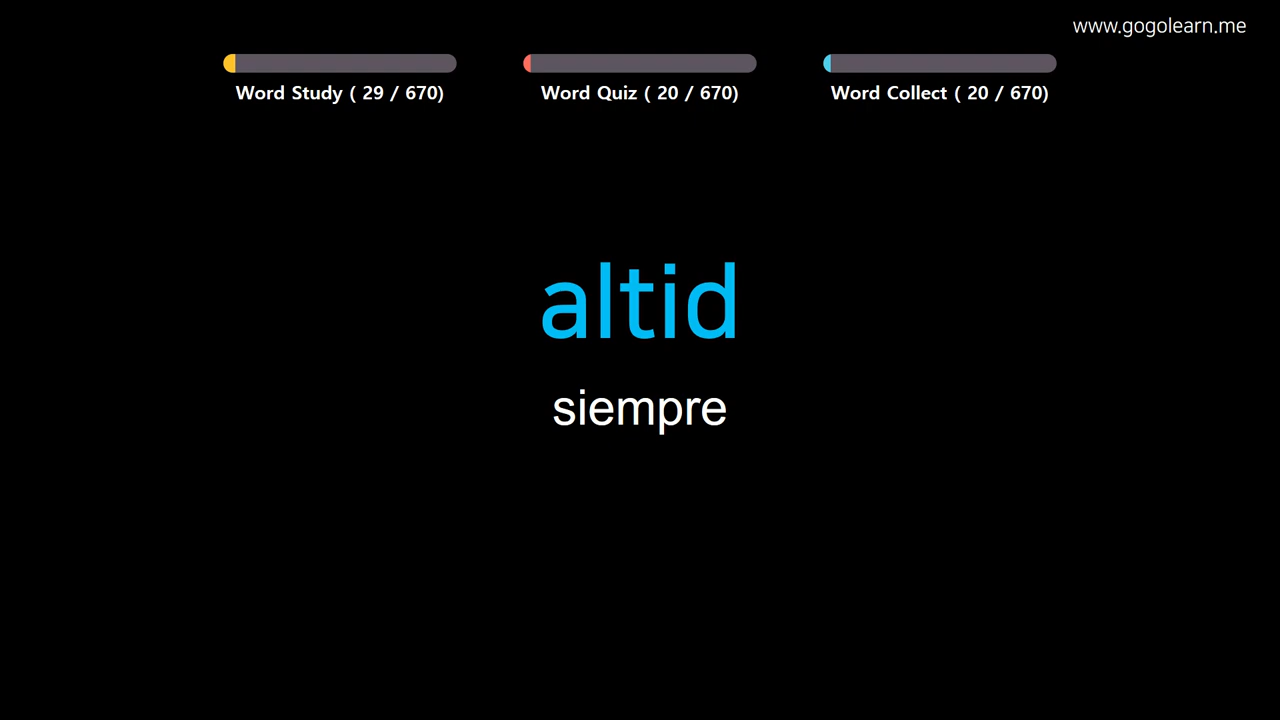 www.gogolearn.me
Word Study ( 29 / 670)
Word Quiz ( 20 / 670)
Word Collect ( 20 / 670)
altid
siempre